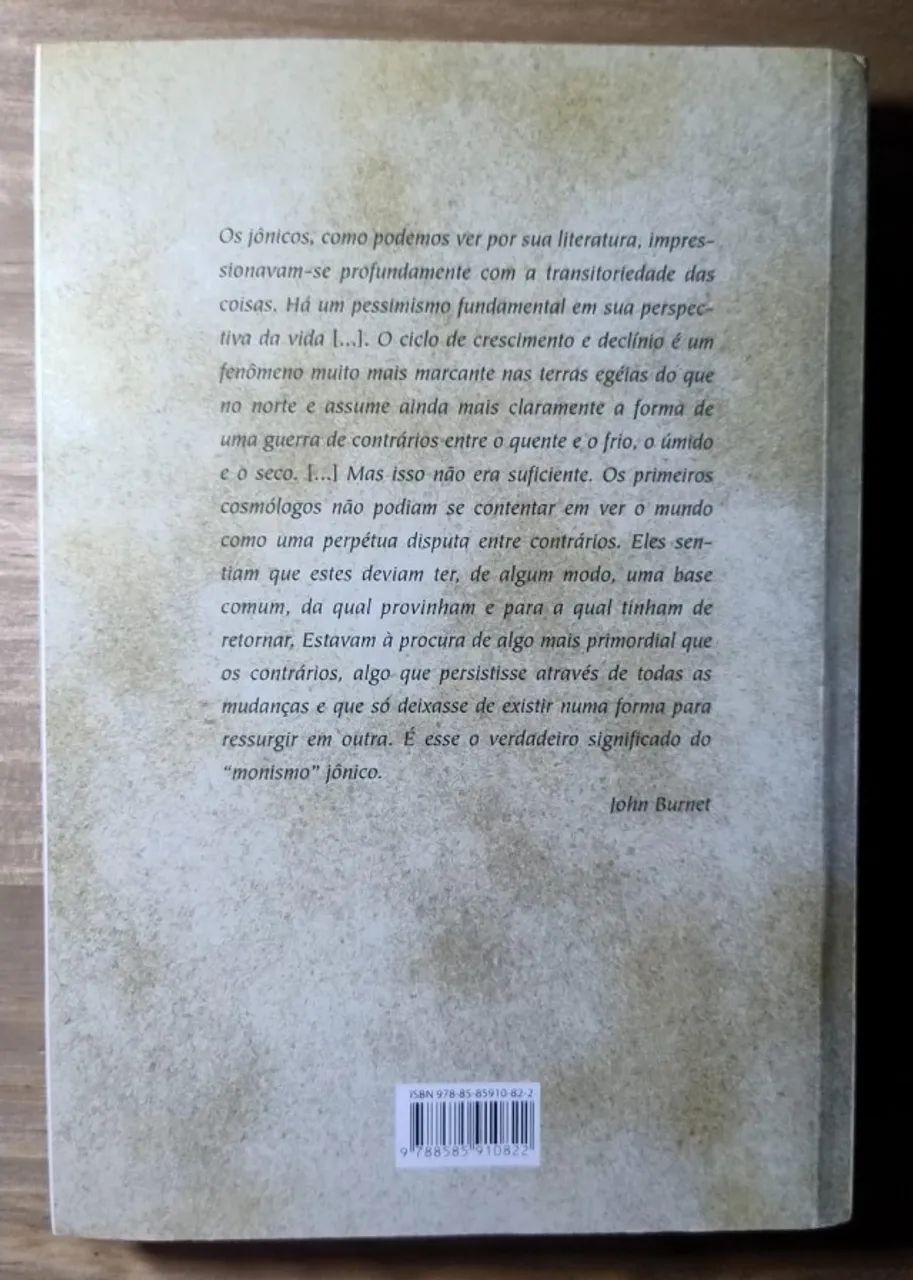 Os jônicos, como podemos ver por sua literatura, impres-
sionavam-se profundamente com a transitoriedade das
coisas. Há um pessimismo fundamental em sua perspec-
tiva da vida [...]. O ciclo de crescimento e declínio é um
fenômeno muito mais marcante nas terras egéias do que
no norte e assume ainda mais claramente a forma de
uma guerra de contrários entre o quente e o frio, o úmido
e o seco. [...] Mas isso não era suficiente. Os primeiros
cosmólogos não podiam se contentar em ver o mundo
como uma perpétua disputa entre contrários. Eles sen-
tiam que estes deviam ter, de algum modo, uma base
comum, da qual provinham e para a qual tinham de
retornar. Estavam à procura de algo mais primordial que
os contrários, algo que persistisse através de todas as
mudanças e que só deixasse de existir numa forma para
ressurgir em outra. É esse o verdadeiro significado do
“monismo” jônico.
John Burnet
ISBN 978-85-85910-82-2
9 788585 910822